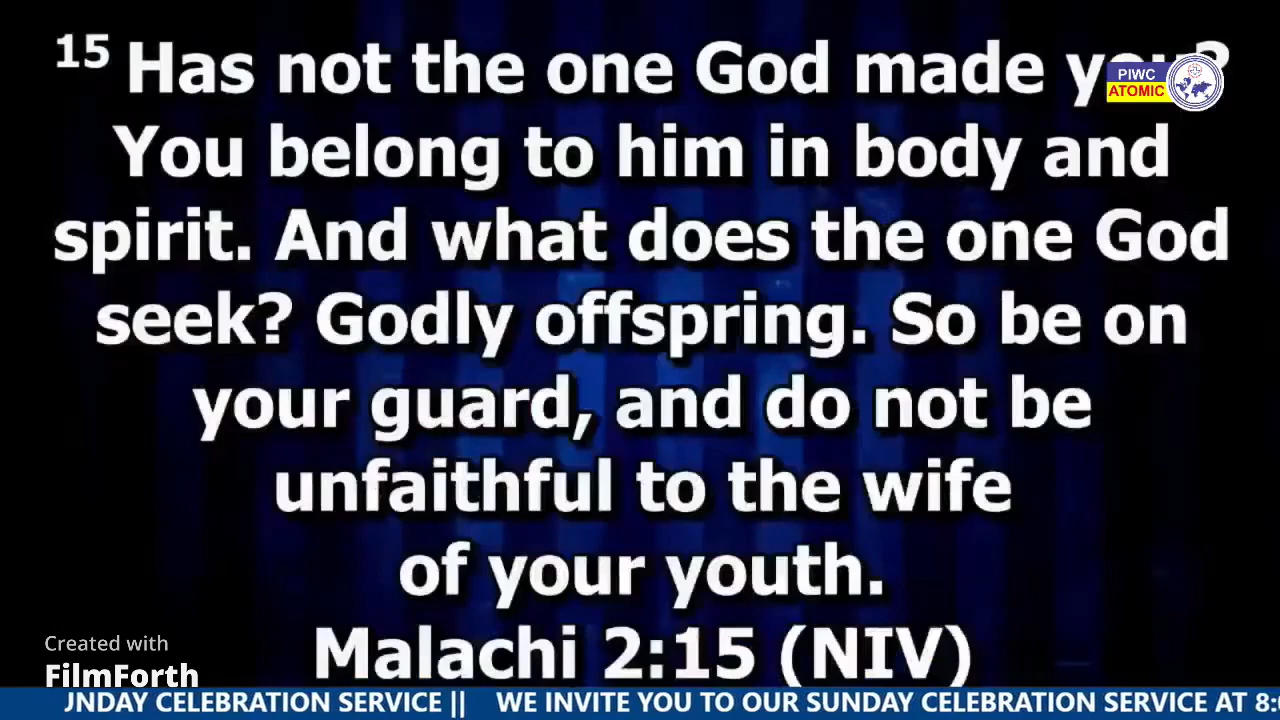 15 Has not the one God made you?
You belong to him in body and
spirit. And what does the one God
seek? Godly offspring. So be on
your guard, and do not be
unfaithful to the wife
of your youth.
Malachi 2:15 (NIV)
PIWC
ATOMIC
Created with
FilmForth
JNDAY CELEBRATION SERVICE || WE INVITE YOU TO OUR SUNDAY CELEBRATION SERVICE AT 8: